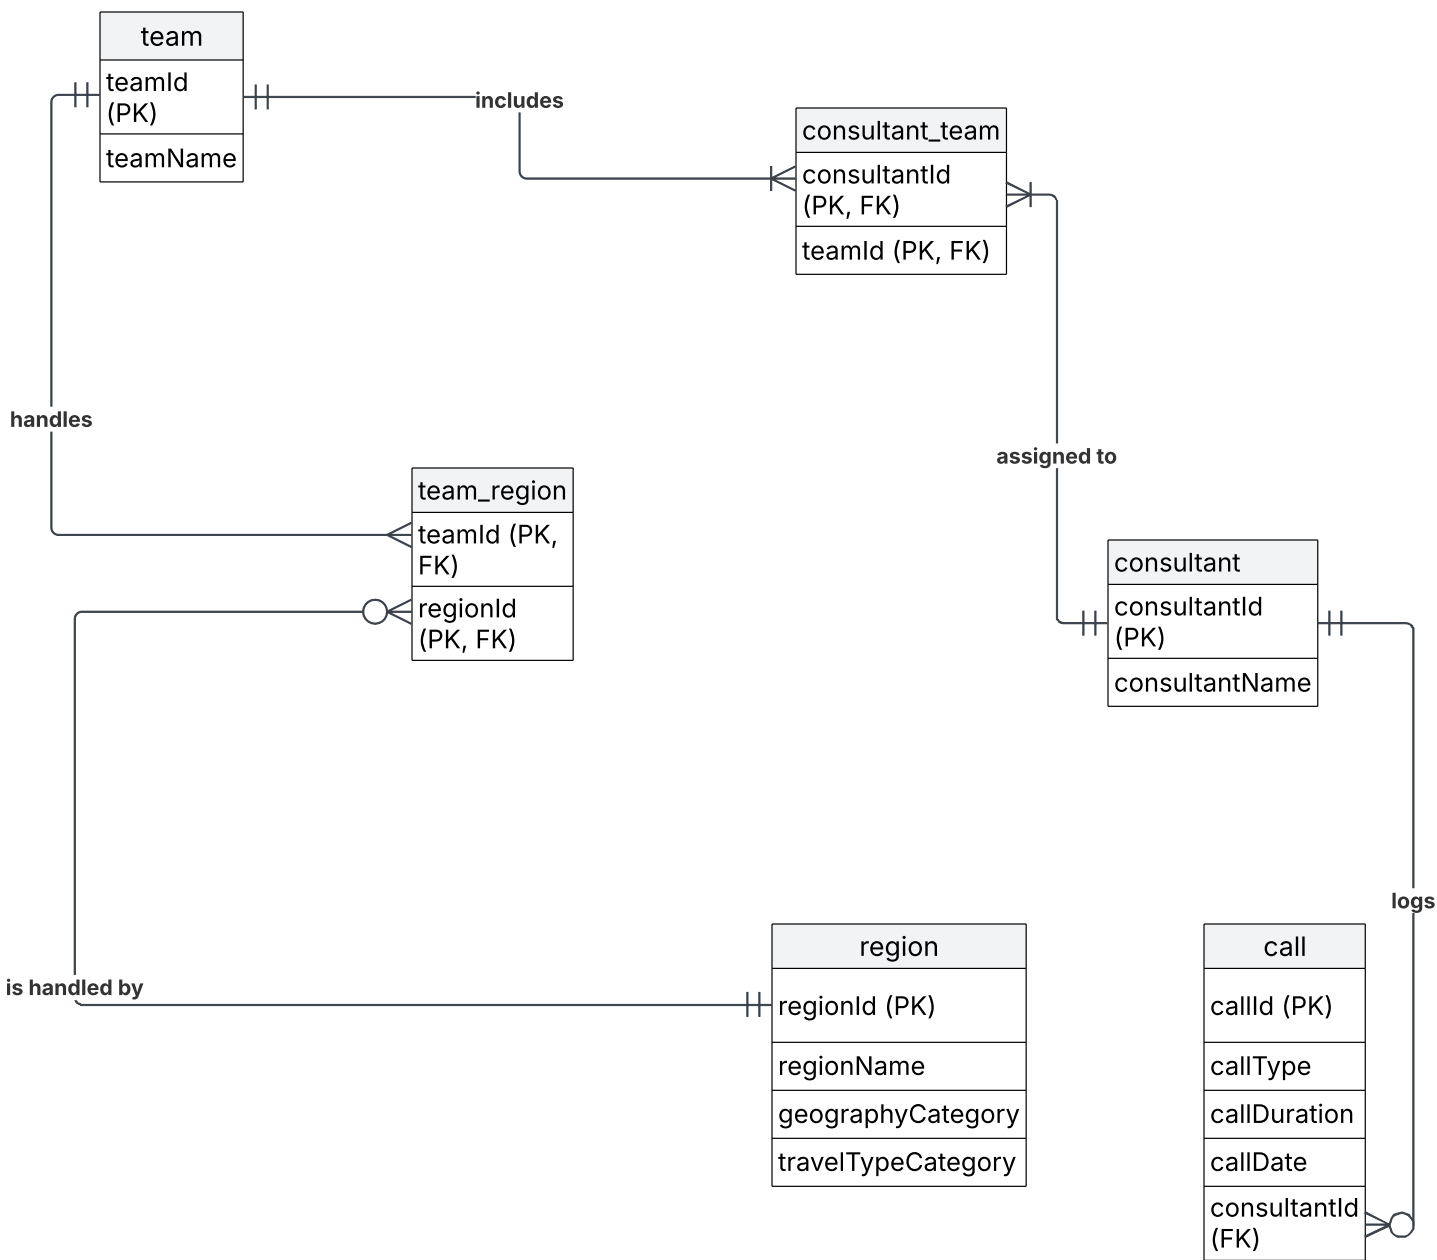 team
teamId
(PK)
teamName
includes
consultant_team
consultantId
(PK, FK)
teamId (PK, FK)
handles
assigned to
team_region
teamId (PK,
FK)
regionId
(PK, FK)
consultant
consultantId
(PK)
consultantName
logs
is handled by
region
regionId (PK)
regionName
geographyCategory
travelTypeCategory
call
callId (PK)
callType
callDuration
callDate
consultantId
(FK)